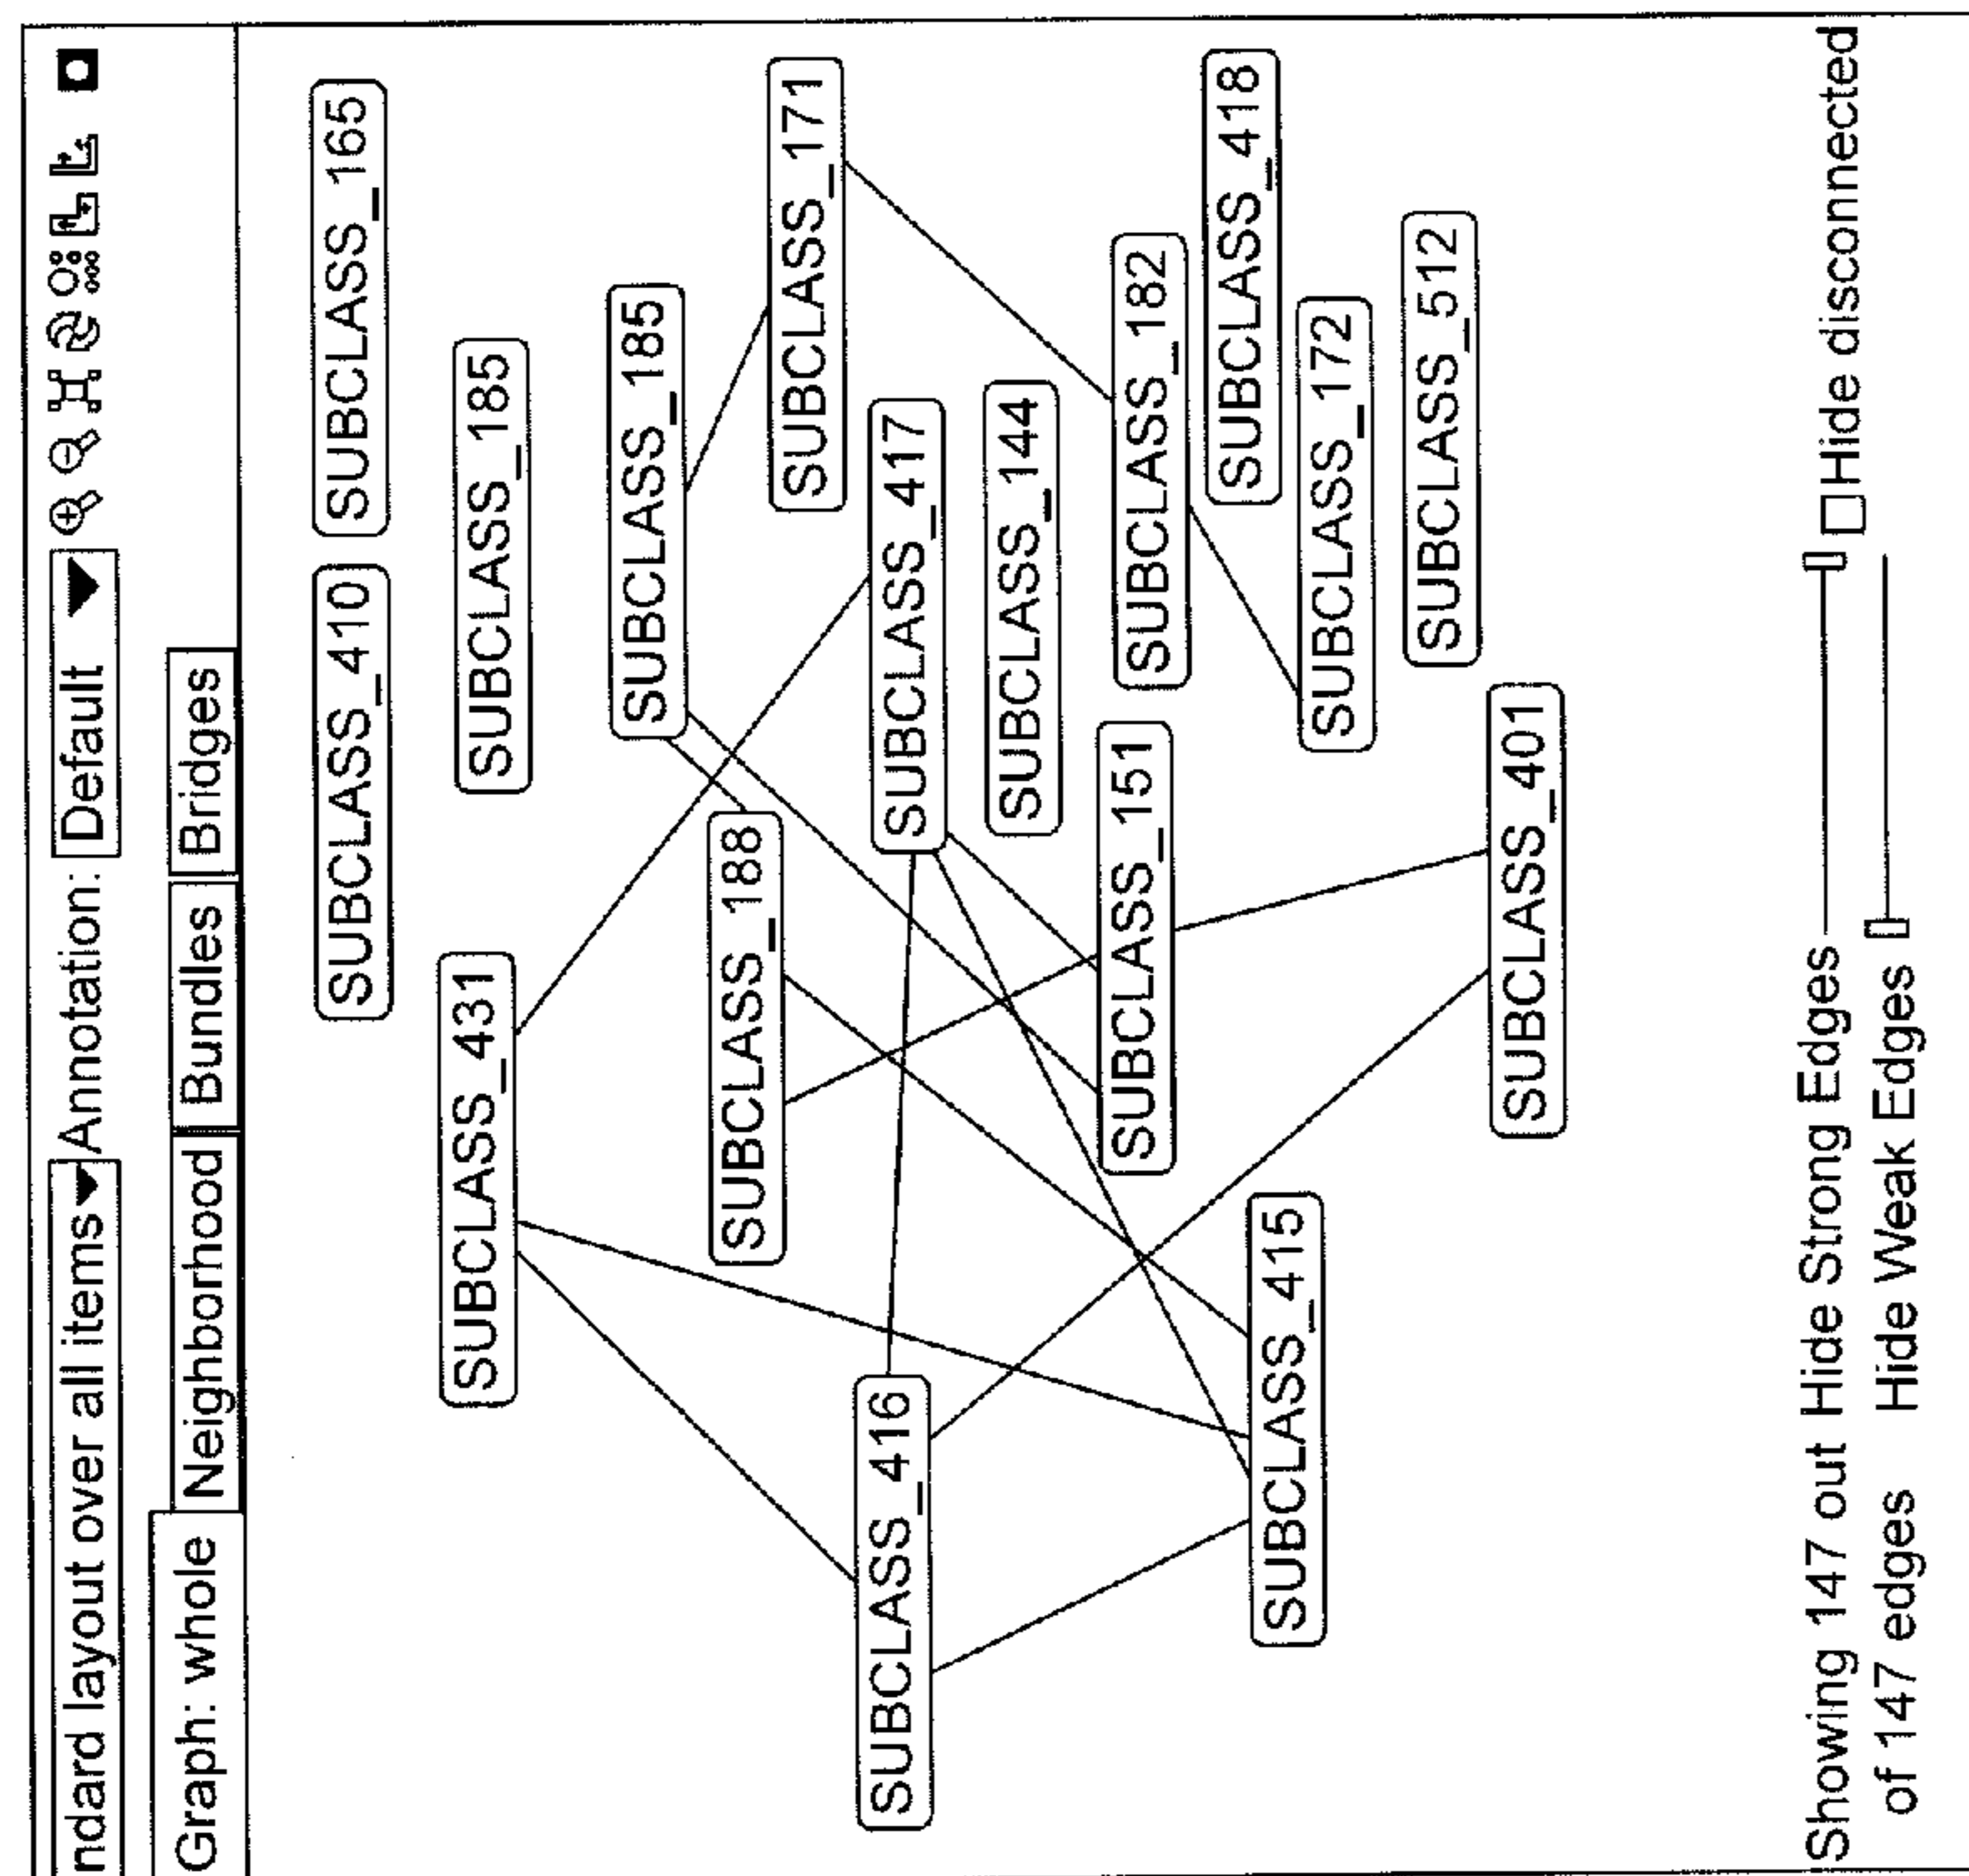 ndard layout over all items Annotation: Default
Graph: whole Neighborhood Bundles Bridges
SUBCLASS_410 SUBCLASS_165
SUBCLASS_431
SUBCLASS_185
SUBCLASS_185
SUBCLASS_188
SUBCLASS_171
SUBCLASS_416
SUBCLASS_417
SUBCLASS_144
SUBCLASS_151
SUBCLASS_182
SUBCLASS_415
SUBCLASS_418
SUBCLASS_172
SUBCLASS_512
SUBCLASS_401
Showing 147 out Hide Strong Edges Hide disconnected
of 147 edges Hide Weak Edges